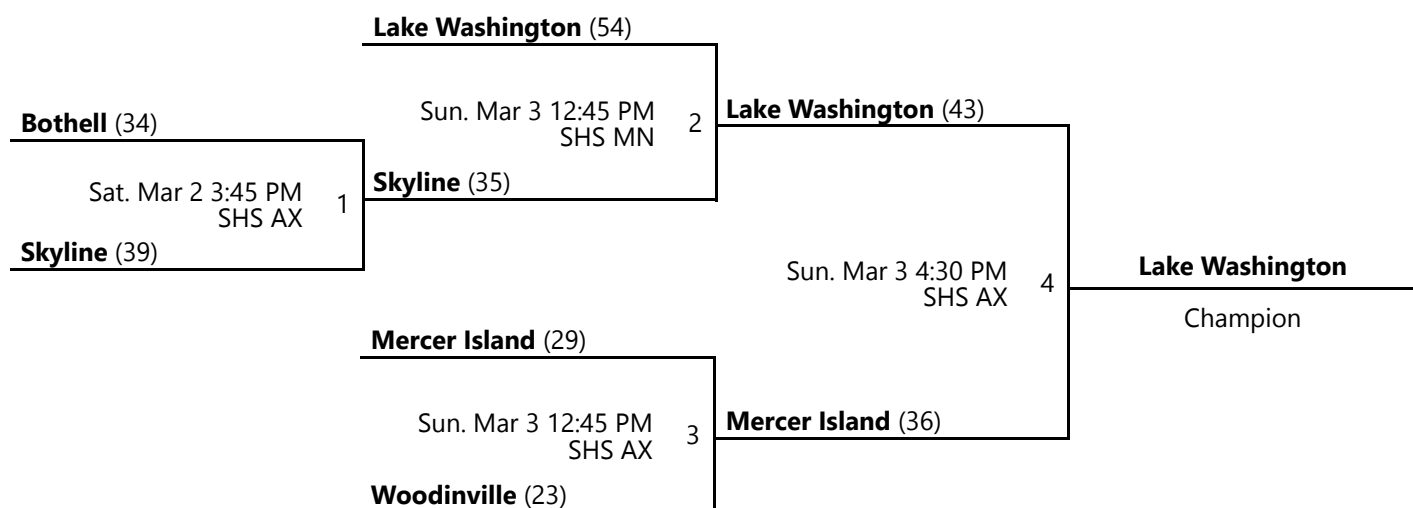 Lake Washington (54)
Bothell (34)
Sun. Mar 3 12:45 PM
SHS MN
2
Lake Washington (43)
Sat. Mar 2 3:45 PM
SHS AX
1
Skyline (35)
Skyline (39)
Sun. Mar 3 4:30 PM
SHS AX
4
Lake Washington
Champion
Mercer Island (29)
Sun. Mar 3 12:45 PM
SHS AX
3
Mercer Island (36)
Woodinville (23)